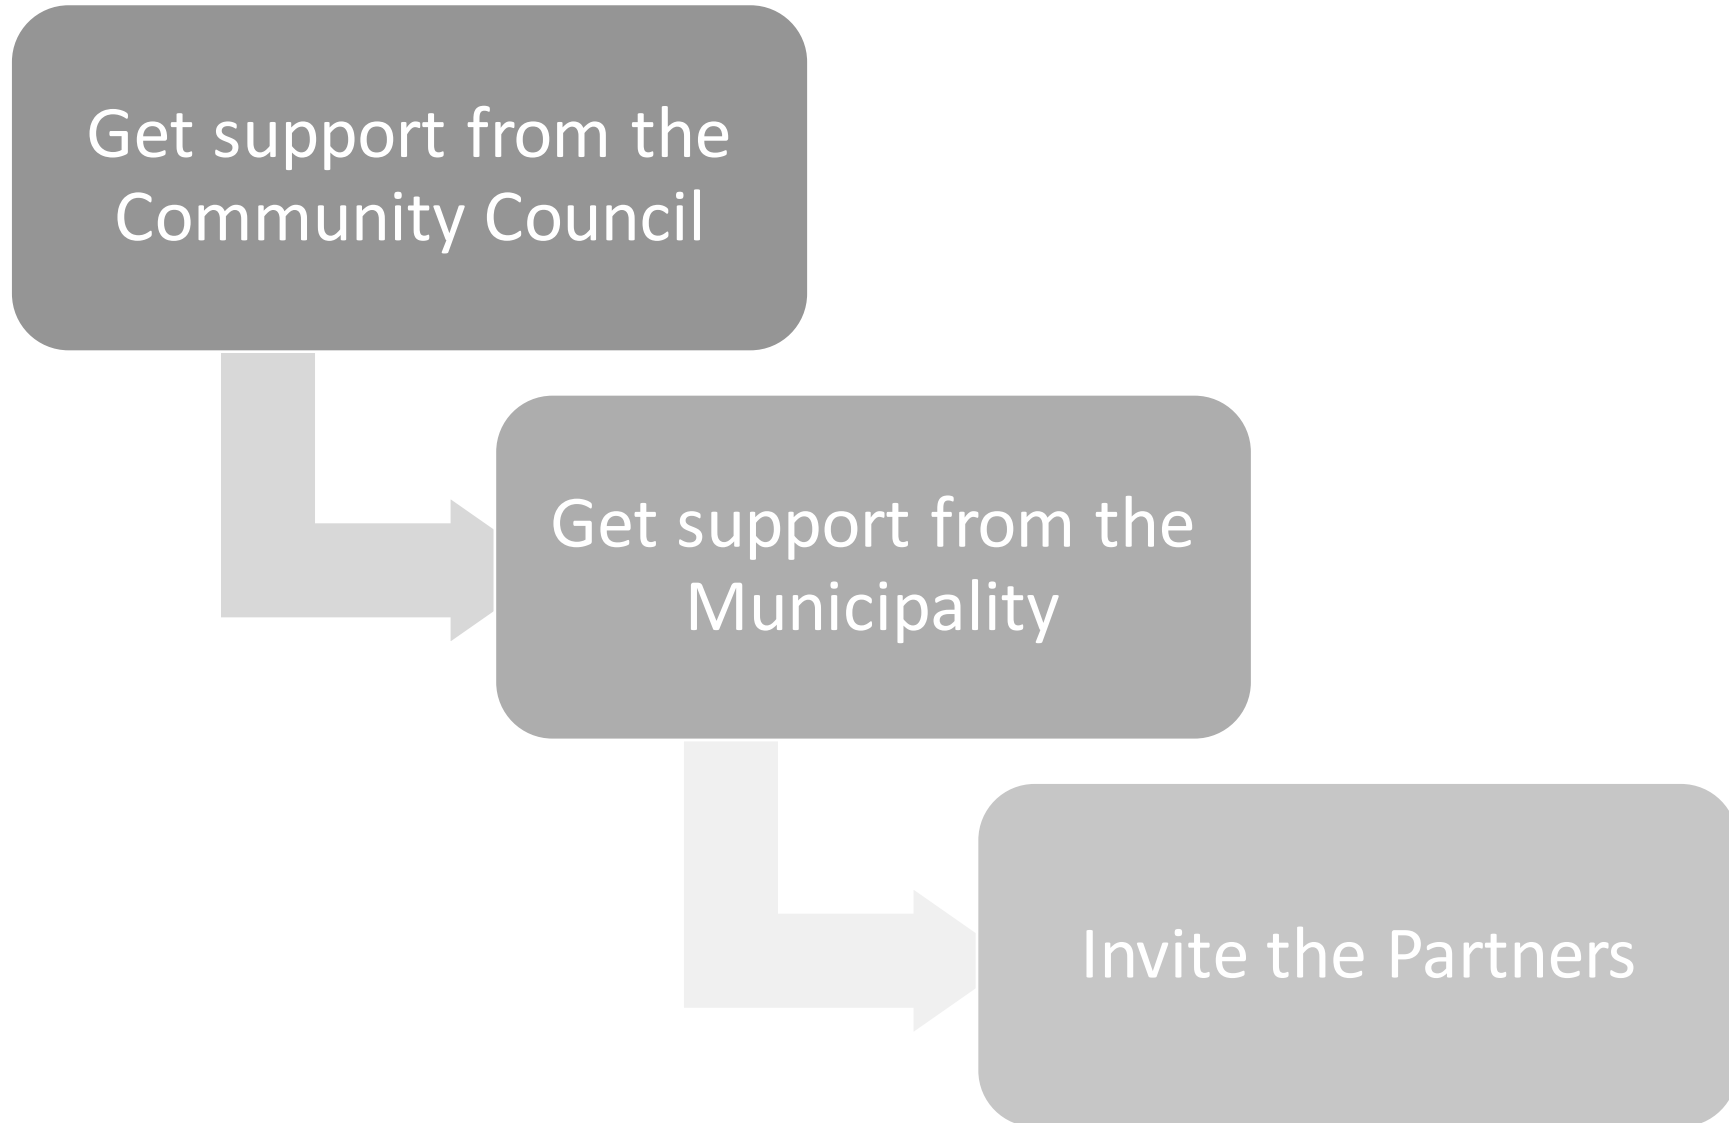 Get support from the
Community Council
Get support from the
Municipality
Invite the Partners